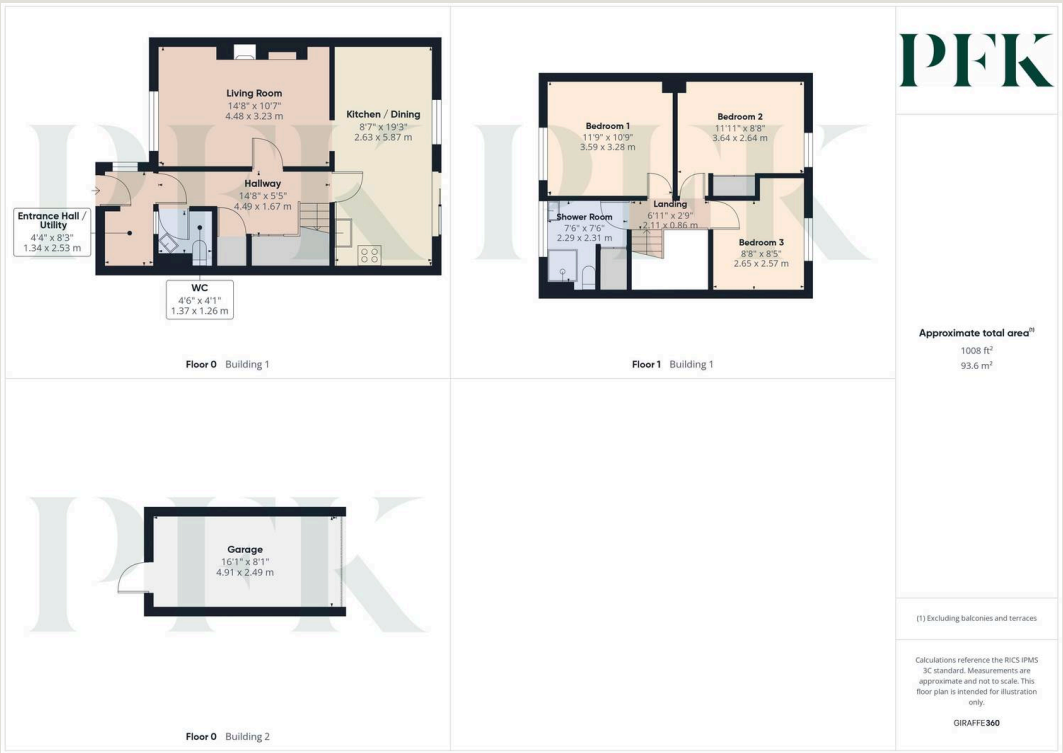 PFK
Living Room
14'8" x 10'7"
4.48 x 3.23 m
Kitchen / Dining
8'7" x 19'3"
2.63 x 5.87 m
Hallway
14'8" x 5'5"
4.49 x 1.67 m
Entrance Hall /
Utility
4'4" x 8'3"
1.34 x 2.53 m
WC
4'6" x 4'1"
1.37 x 1.26 m
Floor 0 Building 1
PFK
Bedroom 1
11'9" x 10'9"
3.59 x 3.28 m
Bedroom 2
11'11" x 8'8"
3.64 x 2.64 m
Landing
6'11" x 2'9"
2.11 x 0.86 m
Shower Room
7'6" x 7'6"
2.29 x 2.31 m
Bedroom 3
8'8" x 8'5"
2.65 x 2.57 m
Floor 1 Building 1
PFK
Garage
16'1" x 8'1"
4.91 x 2.49 m
Floor 0 Building 2
PFK
Approximate total area(1)
1008 ft²
93.6 m²
(1) Excluding balconies and terraces
Calculations reference the RICS IPMS
3C standard. Measurements are
approximate and not to scale. This
floor plan is intended for illustration
only.
GIRAFFE360